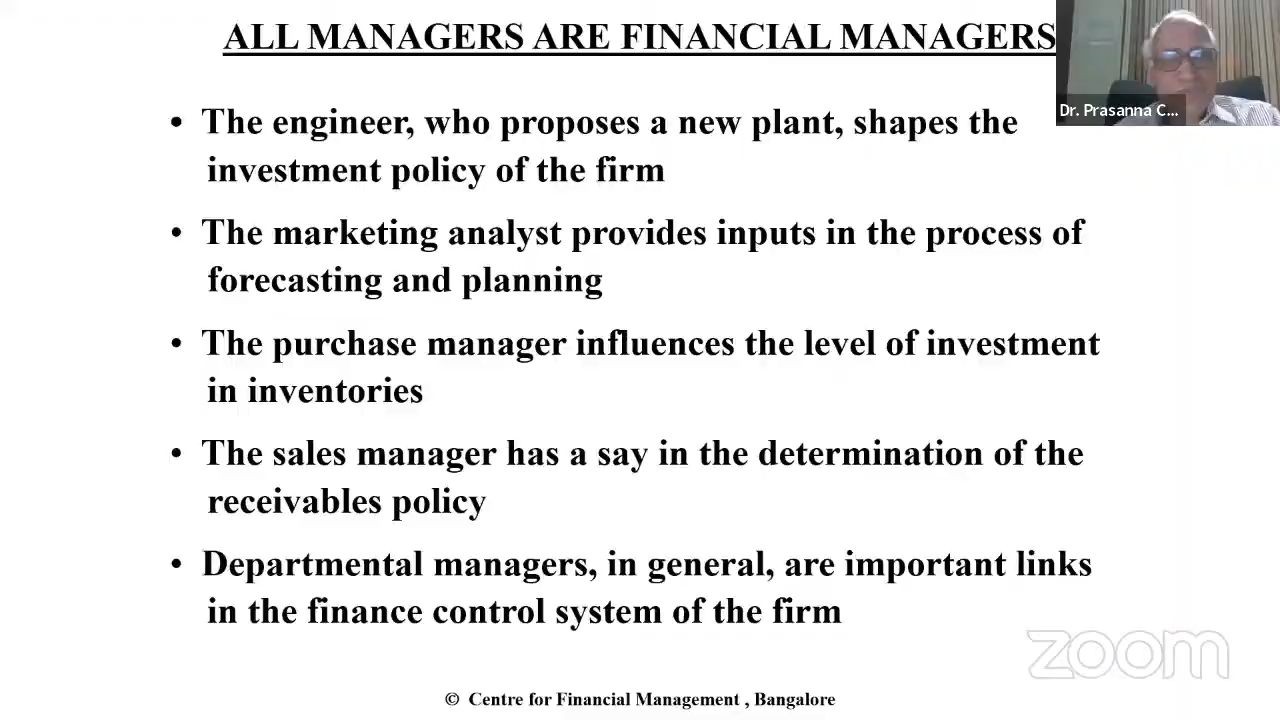 ALL MANAGERS ARE FINANCIAL MANAGERS
Dr. Prasanna C...
• The engineer, who proposes a new plant, shapes the
investment policy of the firm
• The marketing analyst provides inputs in the process of
forecasting and planning
• The purchase manager influences the level of investment
in inventories
• The sales manager has a say in the determination of the
receivables policy
• Departmental managers, in general, are important links
in the finance control system of the firm
zoom
© Centre for Financial Management , Bangalore